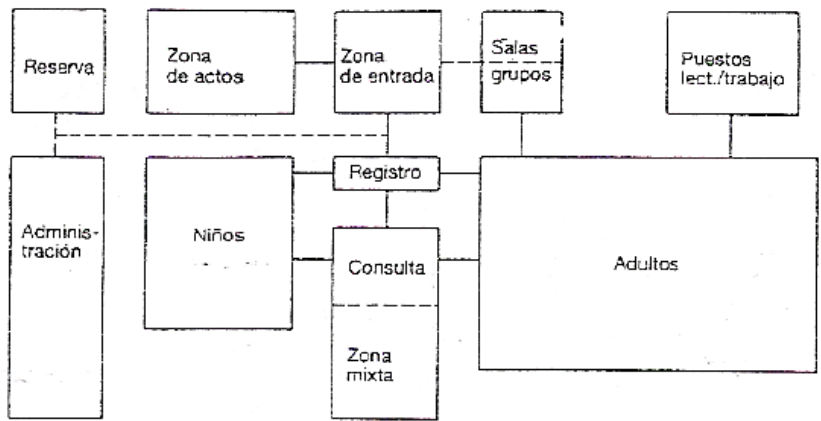 Reserva
Zona
de actos
Zona
de entrada
Salas
grupos
Puestos
lect./trabajo
Registro
Adminis-
tración
Niños
Consulta
Adultos
Zona
mixta